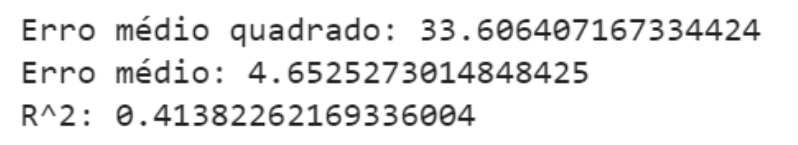 Erro médio quadrado: 33.606407167334424
Erro médio: 4.6525273014848425
R^2: 0.41382262169336004